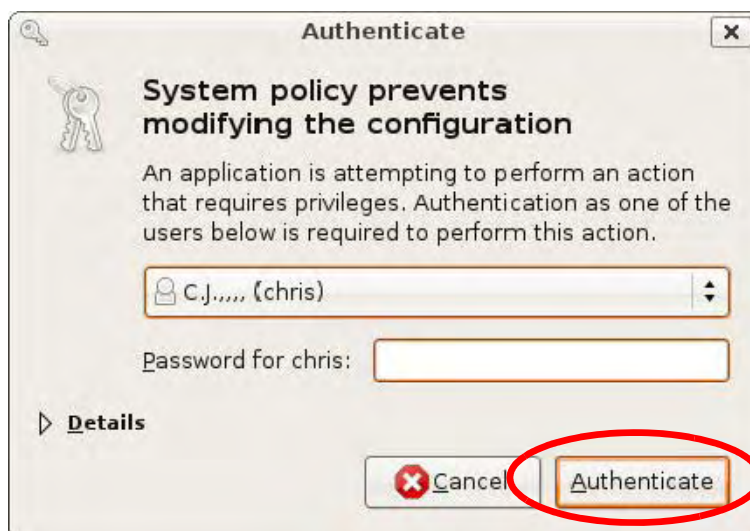 Authenticate
System policy prevents
modifying the configuration
An application is attempting to perform an action
that requires privileges. Authentication as one of the
users below is required to perform this action.
C.J.,,,, (chris)
Password for chris:
Details
Cancel
Authenticate